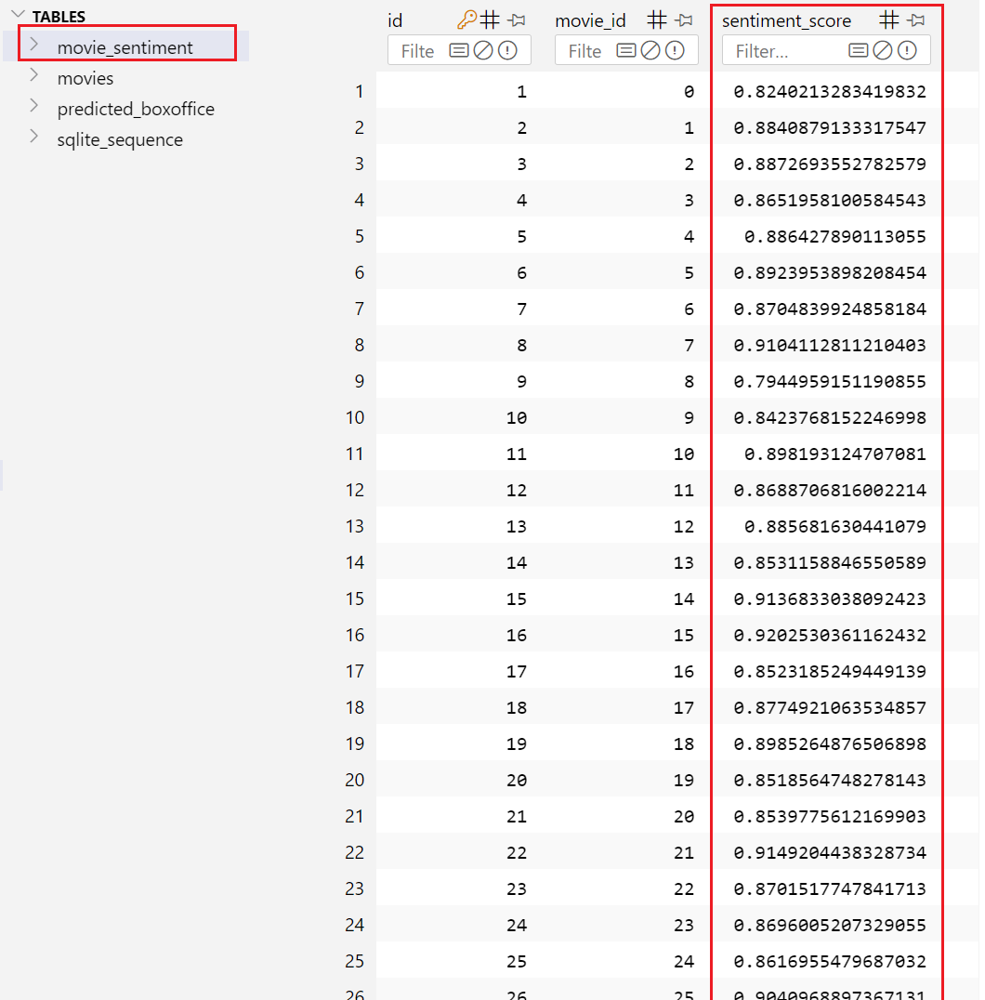 TABLES
movie_sentiment
movies
predicted_boxoffice
sqlite_sequence
id movie_id sentiment_score
Filte Filte Filter...
1 1 0 0.8240213283419832
2 2 1 0.8840879133317547
3 3 2 0.8872693552782579
4 4 3 0.8651958100584543
5 5 4 0.886427890113055
6 6 5 0.8923953898208454
7 7 6 0.8704839924858184
8 8 7 0.9104112811210403
9 9 8 0.7944959151190855
10 10 9 0.8423768152246998
11 11 10 0.898193124707081
12 12 11 0.8688706816002214
13 13 12 0.885681630441079
14 14 13 0.8531158846550589
15 15 14 0.9136833038092423
16 16 15 0.9202530361162432
17 17 16 0.8523185249449139
18 18 17 0.8774921063534857
19 19 18 0.8985264876506898
20 20 19 0.8518564748278143
21 21 20 0.8539775612169903
22 22 21 0.9149204438328734
23 23 22 0.8701517747841713
24 24 23 0.8696005207329055
25 25 24 0.8616955479687032
26 26 25 0.9040968897367131